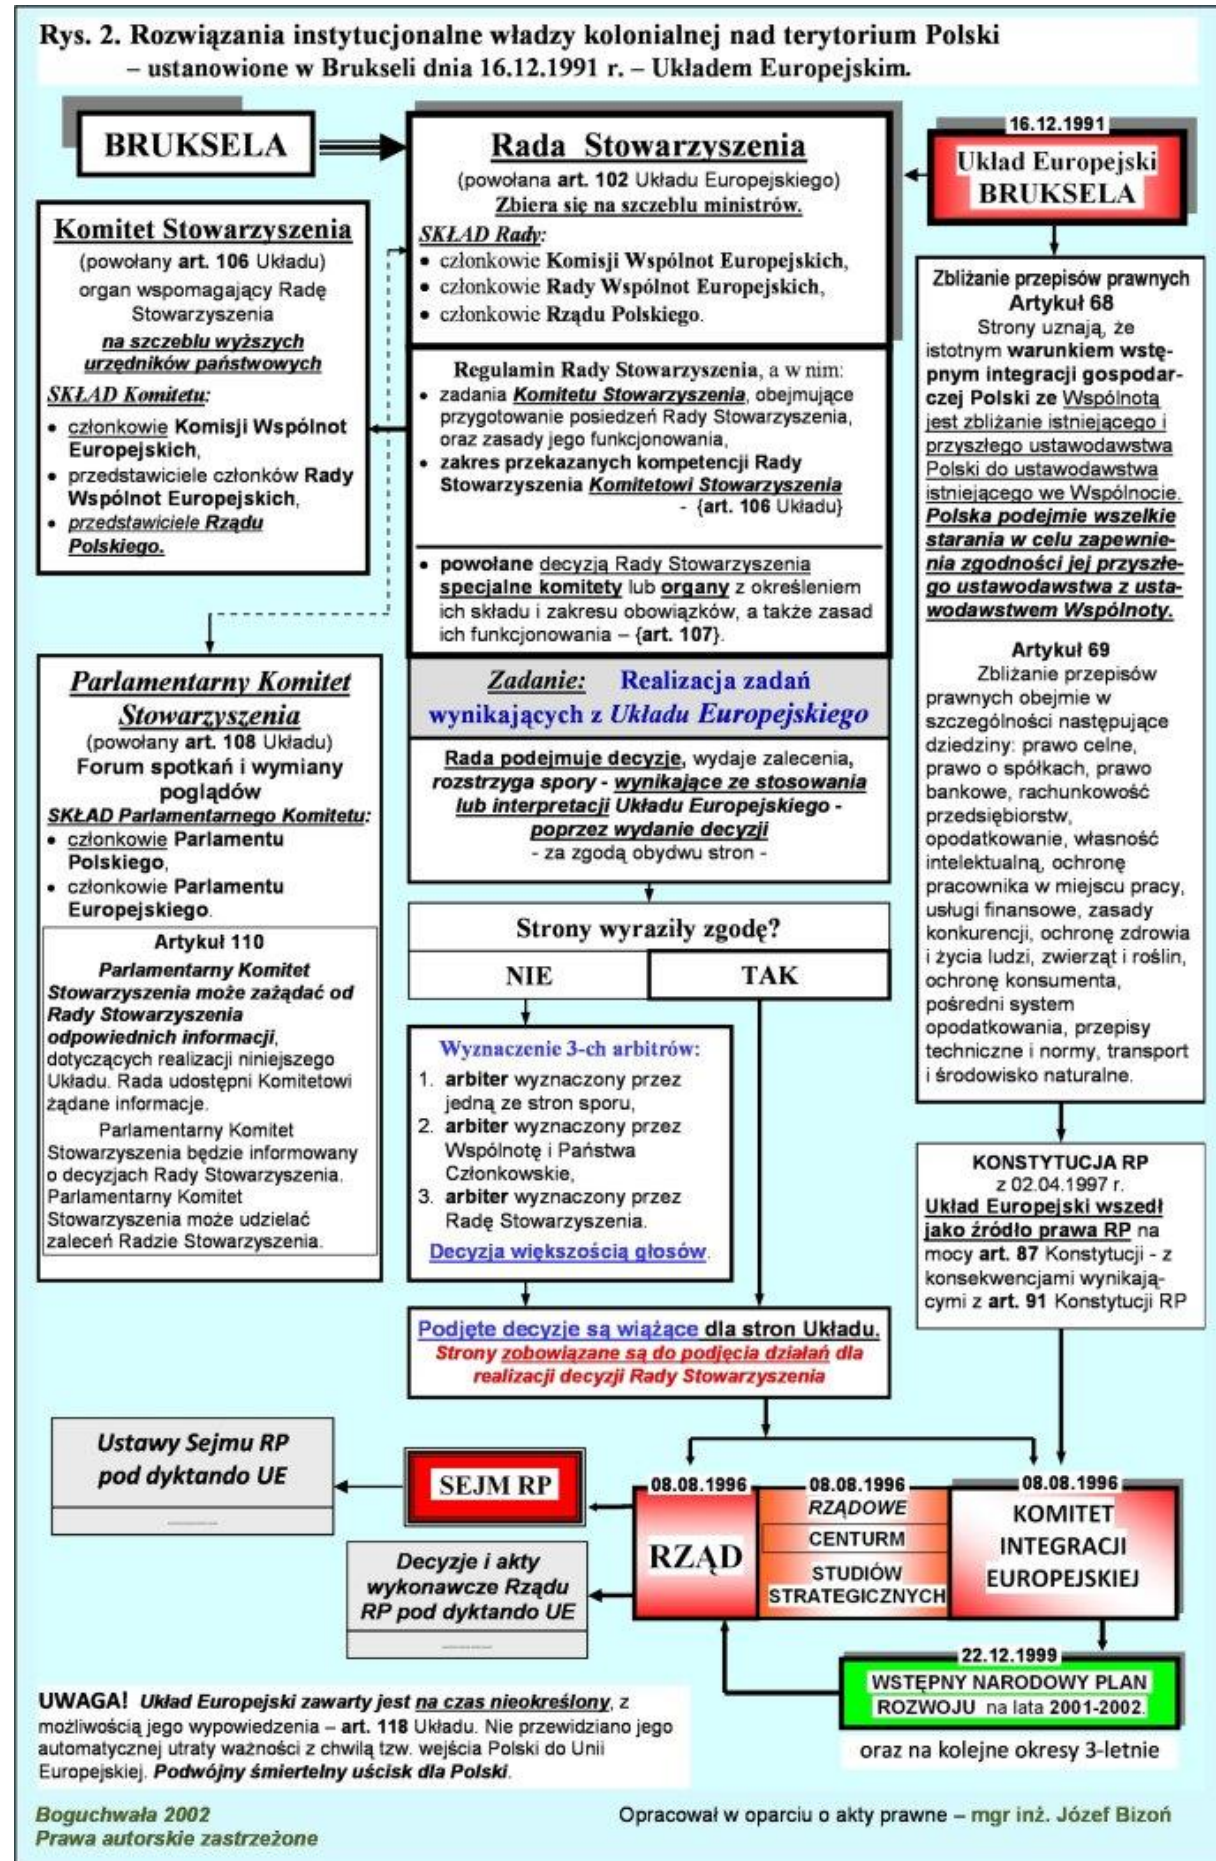 Rys. 2. Rozwiązania instytucjonalne władzy kolonialnej nad terytorium Polski
– ustanowione w Brukseli dnia 16.12.1991 r. – Układem Europejskim.
BRUKSELA
Rada Stowarzyszenia
(powołana art. 102 Układu Europejskiego)
Zbiera się na szczeblu ministrów.
SKŁAD Rady:
• członkowie Komisji Wspólnot Europejskich,
• członkowie Rady Wspólnot Europejskich,
• członkowie Rządu Polskiego.
16.12.1991
Układ Europejski
BRUKSELA
Komitet Stowarzyszenia
(powołany art. 106 Układu)
organ wspomagający Radę
Stowarzyszenia
na szczeblu wyższych
urzędników państwowych
SKŁAD Komitetu:
• członkowie Komisji Wspólnot
Europejskich,
• przedstawiciele członków Rady
Wspólnot Europejskich,
• przedstawiciele Rządu
Polskiego.
Regulamin Rady Stowarzyszenia, a w nim:
• zadania Komitetu Stowarzyszenia, obejmujące
przygotowanie posiedzeń Rady Stowarzyszenia,
oraz zasady jego funkcjonowania,
• zakres przekazanych kompetencji Rady
Stowarzyszenia Komitetowi Stowarzyszenia
- {art. 106 Układu}
• powołane decyzją Rady Stowarzyszenia
specjalne komitety lub organy z określeniem
ich składu i zakresu obowiązków, a także zasad
ich funkcjonowania – {art. 107}.
Zadanie: Realizacja zadań
wynikających z Układu Europejskiego
Rada podejmuje decyzje, wydaje zalecenia,
rozstrzyga spory - wynikające ze stosowania
lub interpretacji Układu Europejskiego -
poprzez wydanie decyzji
- za zgodą obydwu stron -
Strony wyraziły zgodę?
NIE
TAK
Wyznaczenie 3-ch arbitrów:
1. arbiter wyznaczony przez
jedną ze stron sporu,
2. arbiter wyznaczony przez
Wspólnotę i Państwa
Członkowskie,
3. arbiter wyznaczony przez
Radę Stowarzyszenia.
Decyzja większością głosów.
Podjęte decyzje są wiążące dla stron Układu.
Strony zobowiązane są do podjęcia działań dla
realizacji decyzji Rady Stowarzyszenia
Parlamentarny Komitet
Stowarzyszenia
(powołany art. 108 Układu)
Forum spotkań i wymiany
poglądów
SKŁAD Parlamentarnego Komitetu:
• członkowie Parlamentu
Polskiego,
• członkowie Parlamentu
Europejskiego.
Artykuł 110
Parlamentarny Komitet
Stowarzyszenia może zażądać od
Rady Stowarzyszenia
odpowiednich informacji,
dotyczących realizacji niniejszego
Układu. Rada udostępni Komitetowi
żądane informacje.
Parlamentarny Komitet
Stowarzyszenia będzie informowany
o decyzjach Rady Stowarzyszenia.
Parlamentarny Komitet
Stowarzyszenia może udzielać
zaleceń Radzie Stowarzyszenia.
Zbliżanie przepisów prawnych
Artykuł 68
Strony uznają, że
istotnym warunkiem wstę-
pnym integracji gospodar-
czej Polski ze Wspólnotą
jest zbliżanie istniejącego i
przyszłego ustawodawstwa
Polski do ustawodawstwa
istniejącego we Wspólnocie.
Polska podejmie wszelkie
starania w celu zapewnie-
nia zgodności jej przyszłe-
go ustawodawstwa z usta-
wodawstwem Wspólnoty.
Artykuł 69
Zbliżanie przepisów
prawnych obejmie w
szczególności następujące
dziedziny: prawo celne,
prawo o spółkach, prawo
bankowe, rachunkowość
przedsiębiorstw,
opodatkowanie, własność
intelektualną, ochronę
pracownika w miejscu pracy,
usługi finansowe, zasady
konkurencji, ochronę zdrowia
i życia ludzi, zwierząt i roślin,
ochronę konsumenta,
pośredni system
opodatkowania, przepisy
techniczne i normy, transport
i środowisko naturalne.
KONSTYTUCJA RP
z 02.04.1997 r.
Układ Europejski wszedł
jako źródło prawa RP na
mocy art. 87 Konstytucji - z
konsekwencjami wynikają-
cymi z art. 91 Konstytucji RP
Ustawy Sejmu RP
pod dyktando UE
SEJM RP
Decyzje i akty
wykonawcze Rządu
RP pod dyktando UE
08.08.1996
RZĄD
08.08.1996
RZĄDOWE
CENTURM
STUDIÓW
STRATEGICZNYCH
08.08.1996
KOMITET
INTEGRACJI
EUROPEJSKIEJ
22.12.1999
WSTĘPNY NARODOWY PLAN
ROZWOJU na lata 2001-2002.
oraz na kolejne okresy 3-letnie
UWAGA! Układ Europejski zawarty jest na czas nieokreślony, z
możliwością jego wypowiedzenia – art. 118 Układu. Nie przewidziano jego
automatycznej utraty ważności z chwilą tzw. wejścia Polski do Unii
Europejskiej. Podwójny śmiertelny uścisk dla Polski.
Boguchwała 2002
Prawa autorskie zastrzeżone
Opracował w oparciu o akty prawne – mgr inż. Józef Bizoń